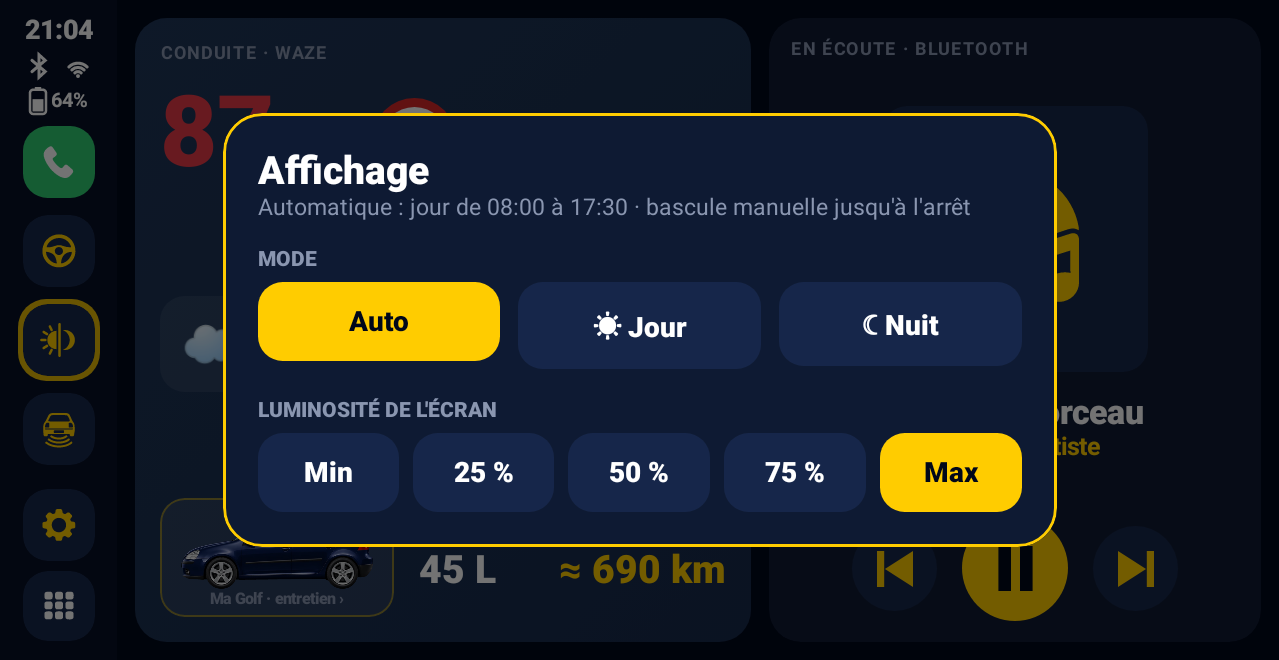 21:04
64%
CONDUITE · WAZE
EN ÉCOUTE · BLUETOOTH
87
Affichage
Automatique : jour de 08:00 à 17:30 · bascule manuelle jusqu'à l'arrêt
MODE
Auto
Jour
Nuit
LUMINOSITÉ DE L'ÉCRAN
Min
25 %
50 %
75 %
Max
45 L
≈ 690 km
Ma Golf · entretien ›